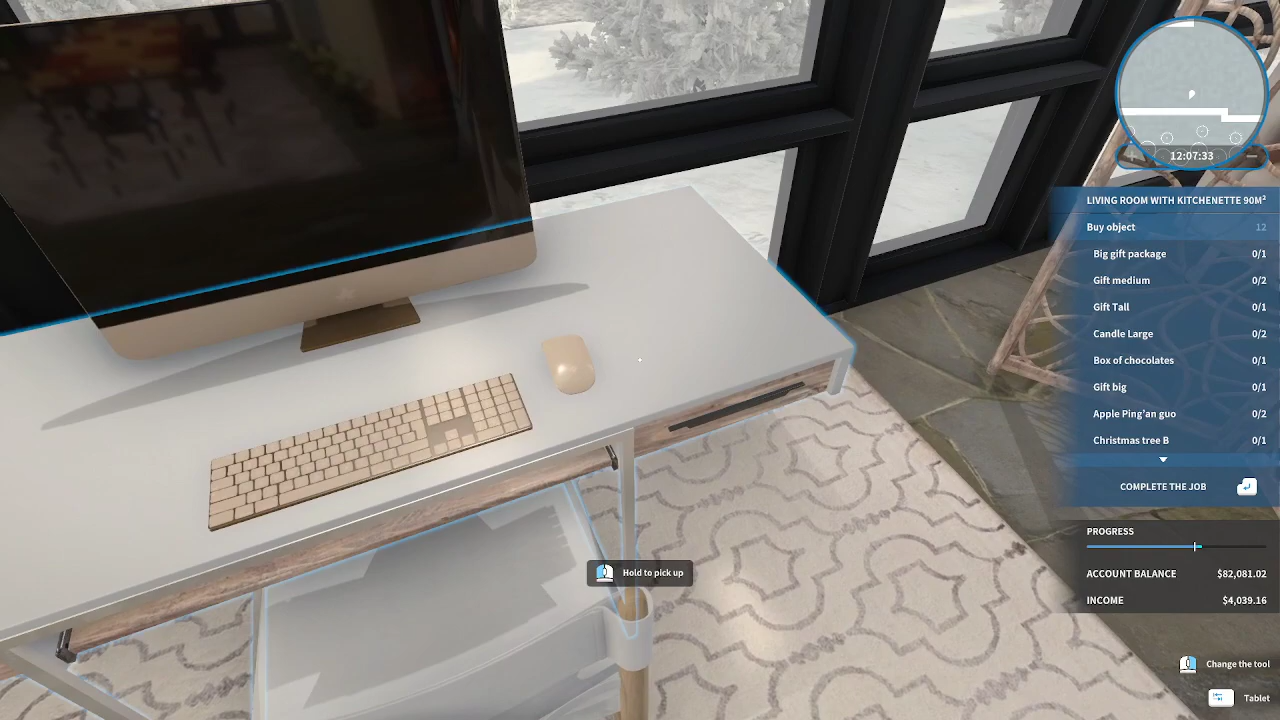 12:07:33
LIVING ROOM WITH KITCHENETTE 90M²
Buy object 12
Big gift package 0/1
Gift medium 0/2
Gift Tall 0/1
Candle Large 0/2
Box of chocolates 0/1
Gift big 0/1
Apple Ping'an guo 0/2
Christmas tree B 0/1
COMPLETE THE JOB
PROGRESS
ACCOUNT BALANCE $82,081.02
INCOME $4,039.16
Hold to pick up
Change the tool
Tablet